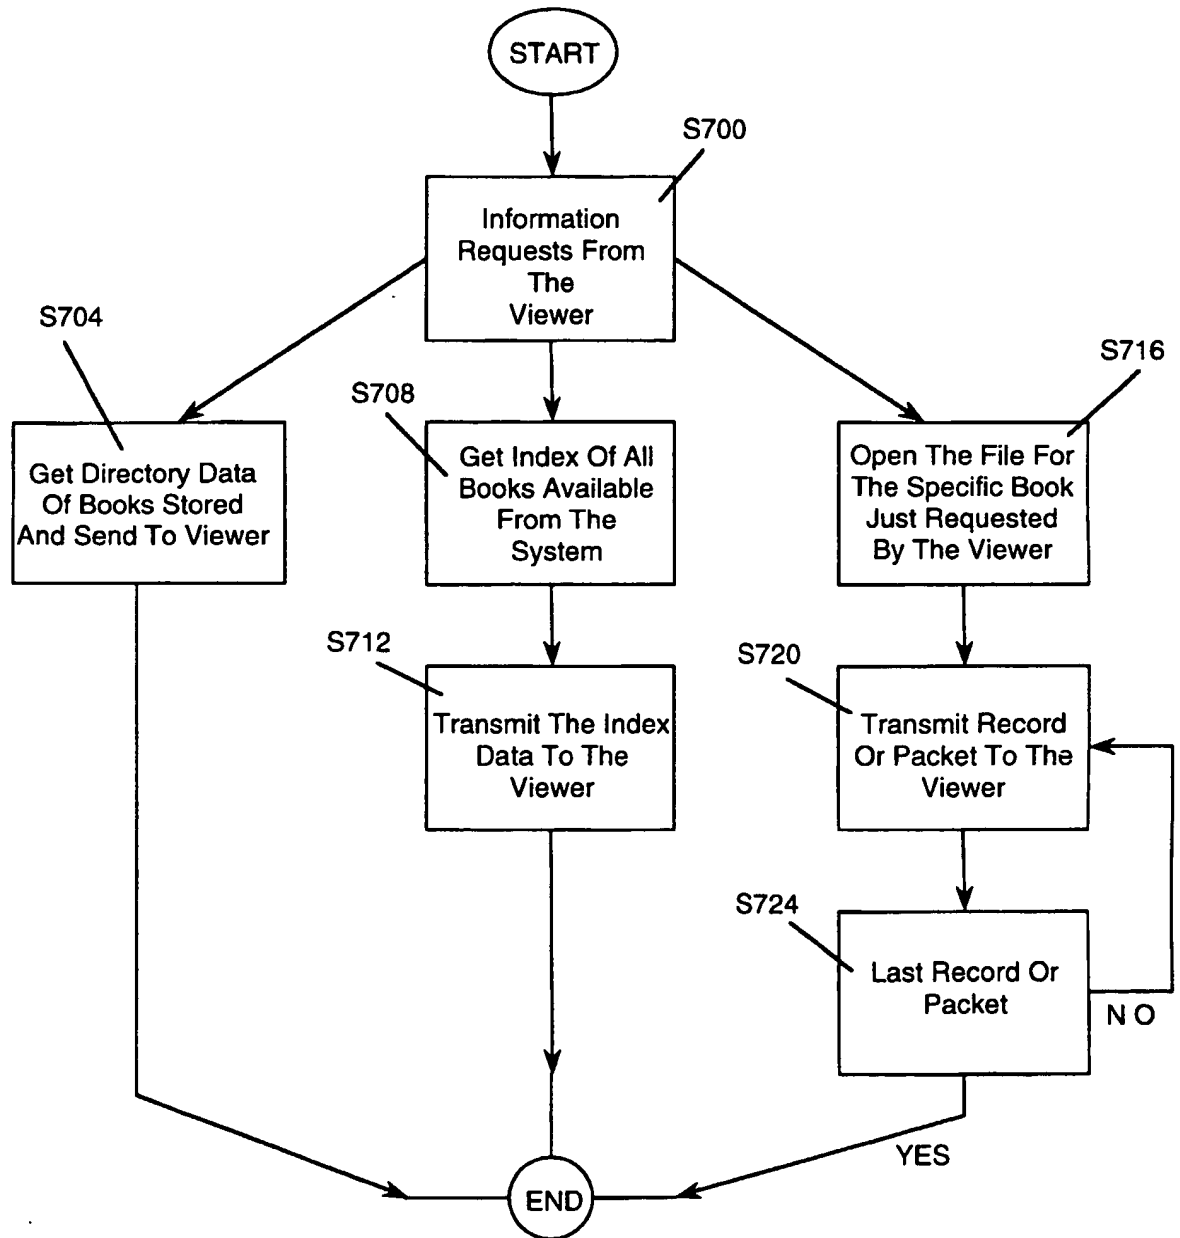 START
S700
Information
Requests From
The
Viewer
S704
Get Directory Data
Of Books Stored
And Send To Viewer
S708
Get Index Of All
Books Available
From The
System
S716
Open The File For
The Specific Book
Just Requested
By The Viewer
S712
Transmit The Index
Data To The
Viewer
S720
Transmit Record
Or Packet To The
Viewer
S724
Last Record Or
Packet
N O
YES
END